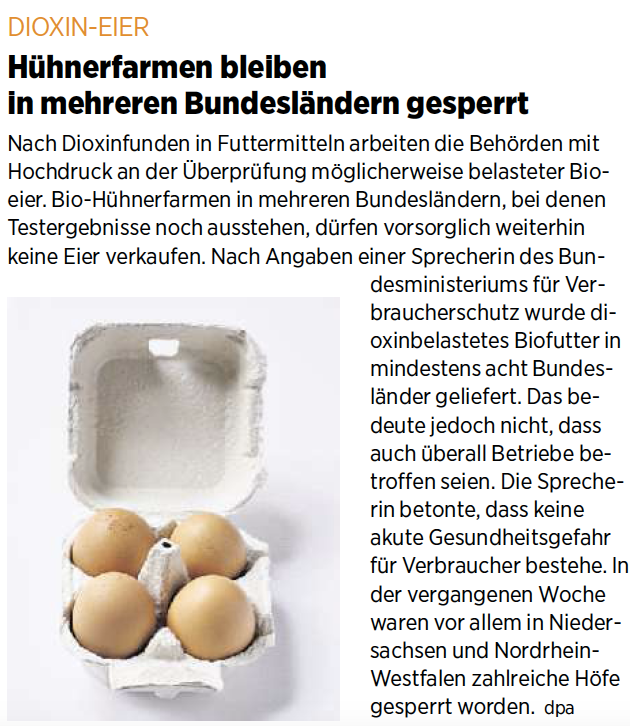 DIOXIN-EIER
Hühnerfarmen bleiben
in mehreren Bundesländern gesperrt
Nach Dioxinfunden in Futtermitteln arbeiten die Behörden mit
Hochdruck an der Überprüfung möglicherweise belasteter Bio-
eier. Bio-Hühnerfarmen in mehreren Bundesländern, bei denen
Testergebnisse noch ausstehen, dürfen vorsorglich weiterhin
keine Eier verkaufen. Nach Angaben einer Sprecherin des Bun-
desministeriums für Ver-
braucherschutz wurde di-
oxinbelastetes Biofutter in
mindestens acht Bundes-
länder geliefert. Das be-
deute jedoch nicht, dass
auch überall Betriebe be-
troffen seien. Die Spreche-
rin betonte, dass keine
akute Gesundheitsgefahr
für Verbraucher bestehe. In
der vergangenen Woche
waren vor allem in Nieder-
sachsen und Nordrhein-
Westfalen zahlreiche Höfe
gesperrt worden. dpa